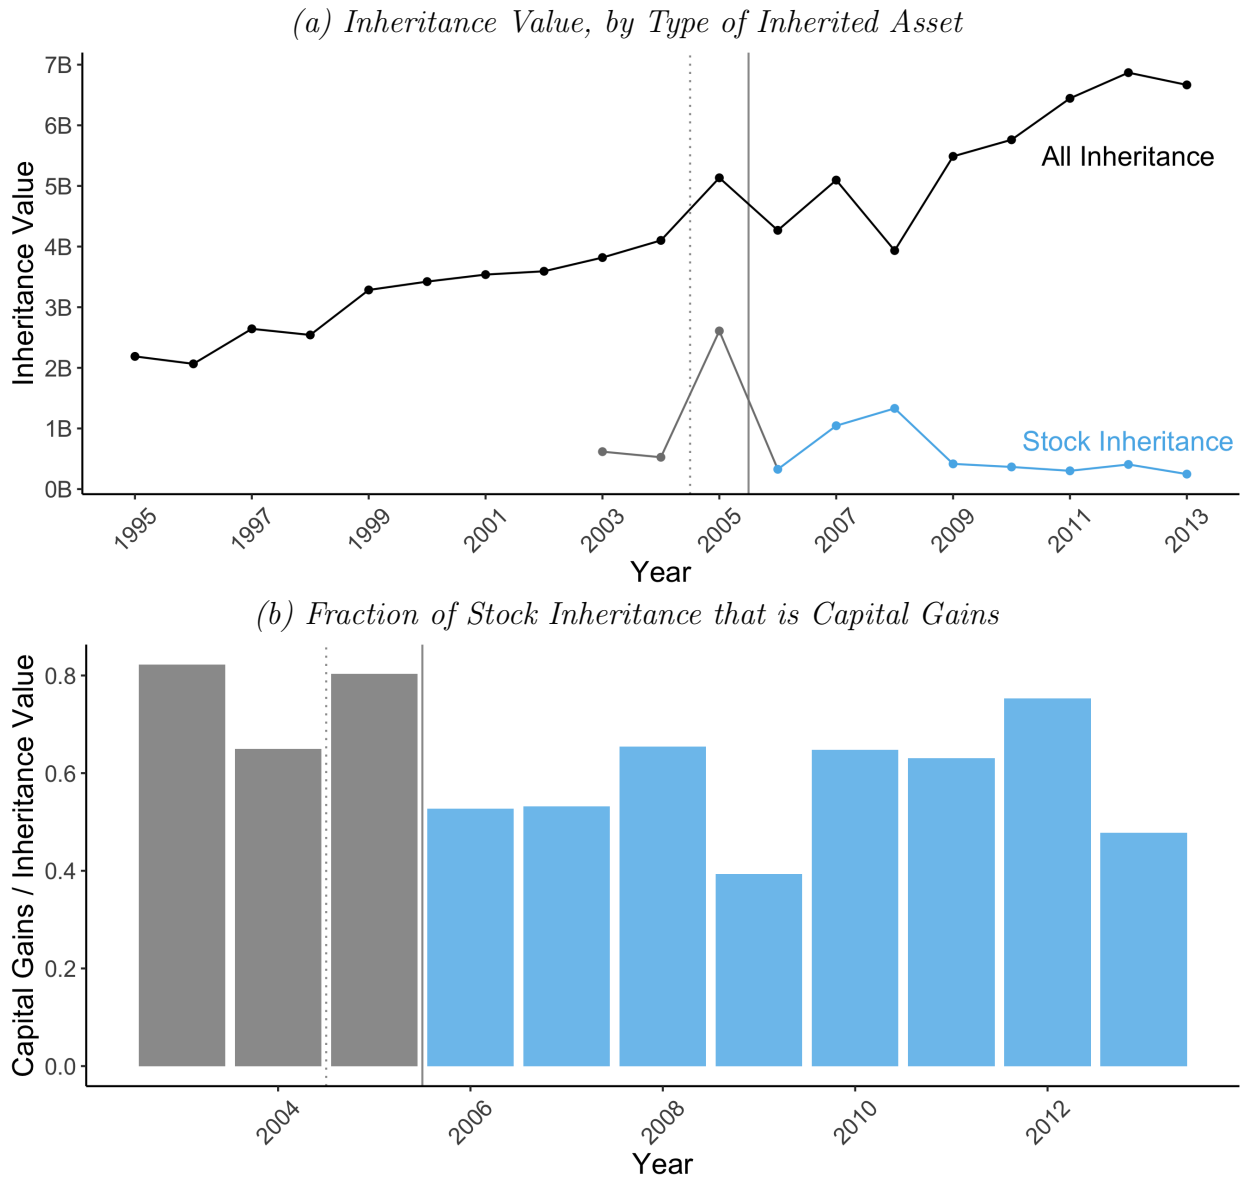 (a) Inheritance Value, by Type of Inherited Asset
Inheritance Value
7B
6B
5B
4B
3B
2B
1B
0B
All Inheritance
Stock Inheritance
1995
1997
1999
2001
2003
2005
2007
2009
2011
2013
Year
(b) Fraction of Stock Inheritance that is Capital Gains
Capital Gains / Inheritance Value
0.8
0.6
0.4
0.2
0.0
2004
2006
2008
2010
2012
Year